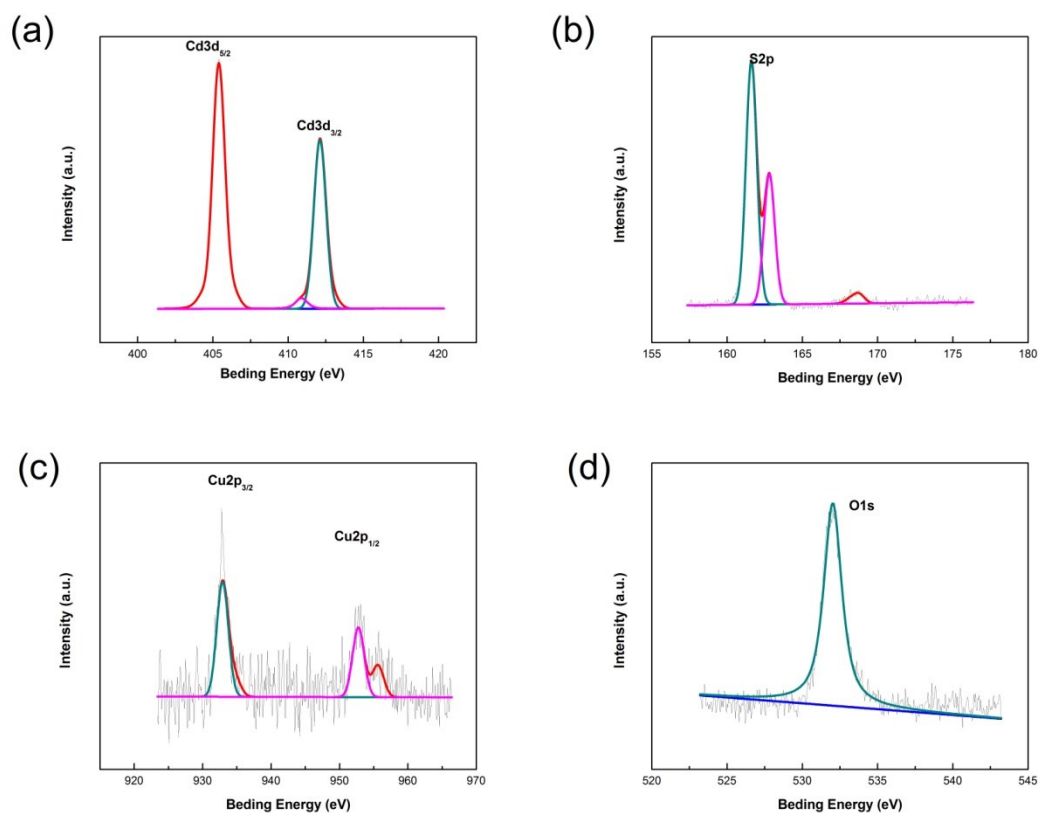 (a)
Cd3d5/2
Cd3d3/2
Intensity (a.u.)
400 405 410 415 420
Beding Energy (eV)
(b)
S2p
Intensity (a.u.)
155 160 165 170 175 180
Beding Energy (eV)
(c)
Cu2p3/2
Cu2p1/2
Intensity (a.u.)
920 930 940 950 960 970
Beding Energy (eV)
(d)
O1s
Intensity (a.u.)
520 525 530 535 540 545
Beding Energy (eV)